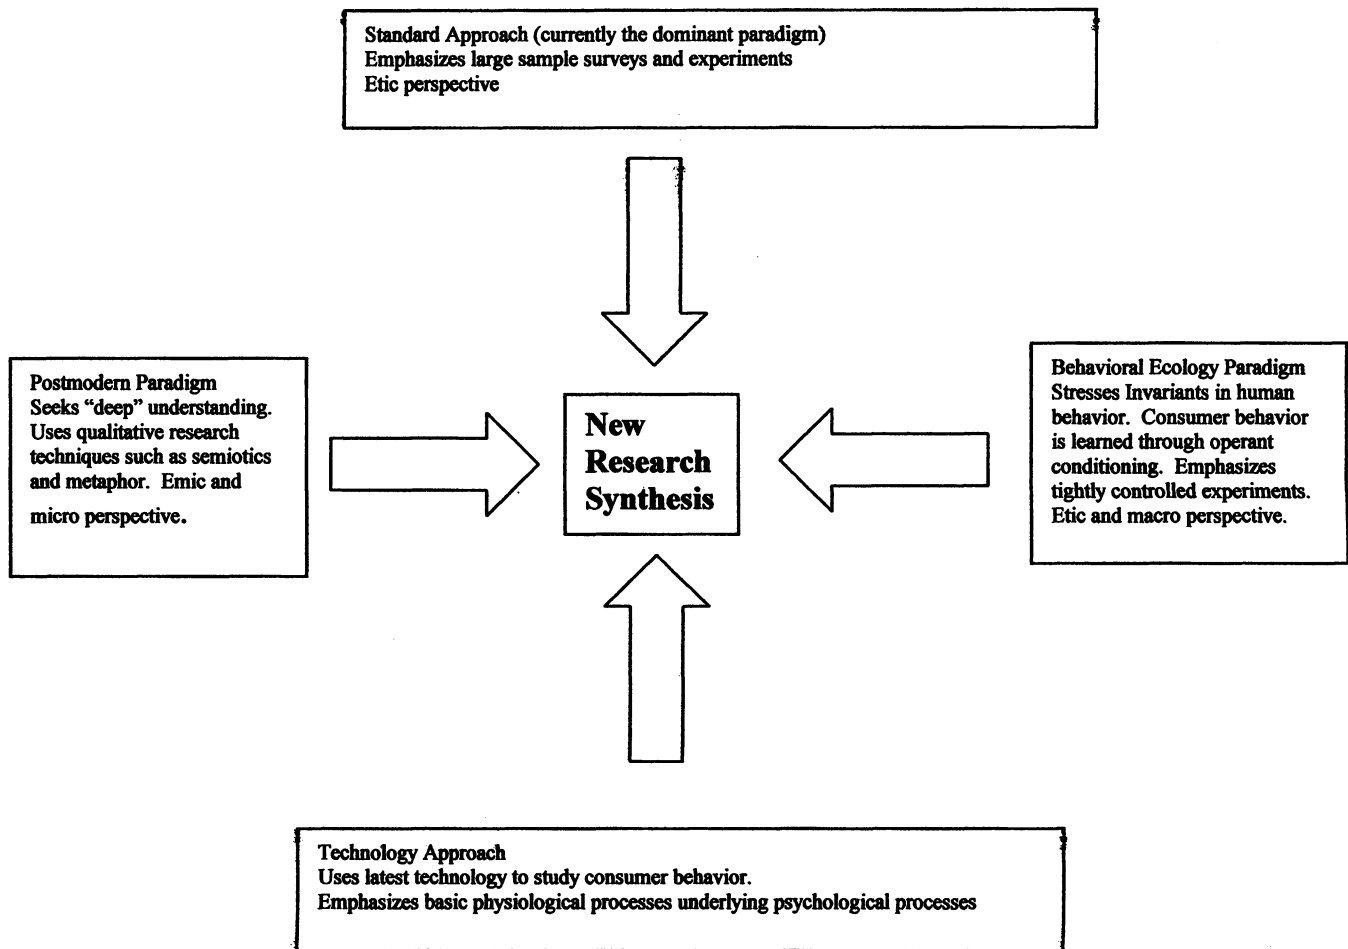 Standard Approach (currently the dominant paradigm)
Emphasizes large sample surveys and experiments
Etic perspective
Postmodern Paradigm
Seeks “deep” understanding.
Uses qualitative research
techniques such as semiotics
and metaphor.  Emic and
micro perspective.
New
Research
Synthesis
Behavioral Ecology Paradigm
Stresses Invariants in human
behavior.  Consumer behavior
is learned through operant
conditioning.  Emphasizes
tightly controlled experiments.
Etic and macro perspective.
Technology Approach
Uses latest technology to study consumer behavior.
Emphasizes basic physiological processes underlying psychological processes